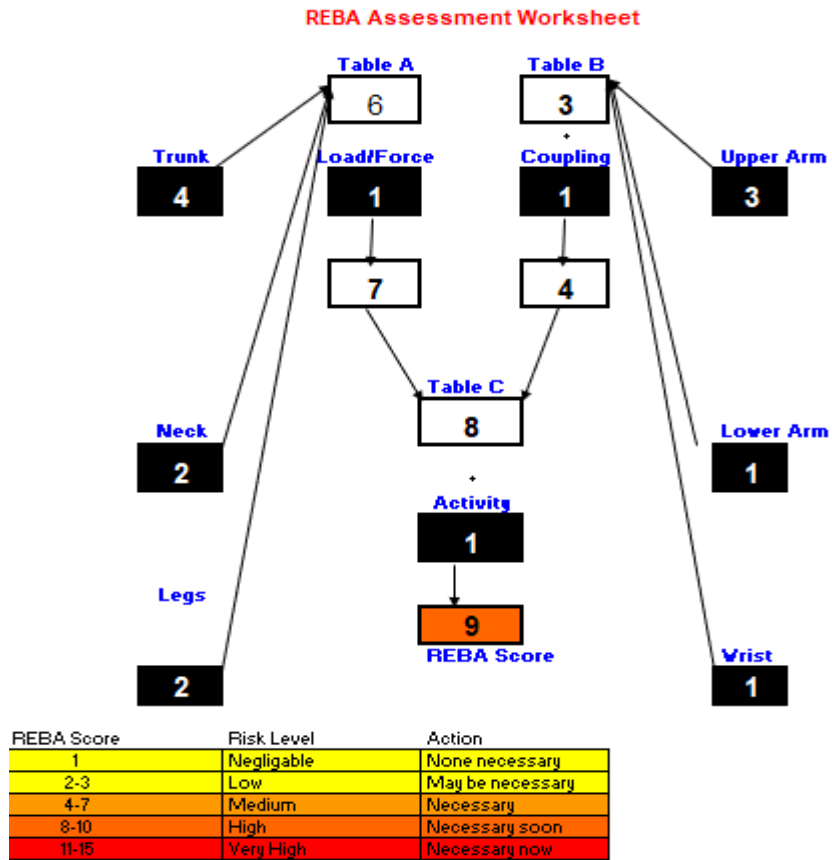 REBA Assessment Worksheet
Table A
Table B
6
3
Trunk
Load/Force
Coupling
Upper Arm
4
1
1
3
7
4
Table C
8
Neck
Lower Arm
2
1
Activity
1
Legs
9
REBA Score
Wrist
2
1
REBA Score Risk Level Action
1 Negligable None necessary
2-3 Low May be necessary
4-7 Medium Necessary
8-10 High Necessary soon
11-15 Very High Necessary now